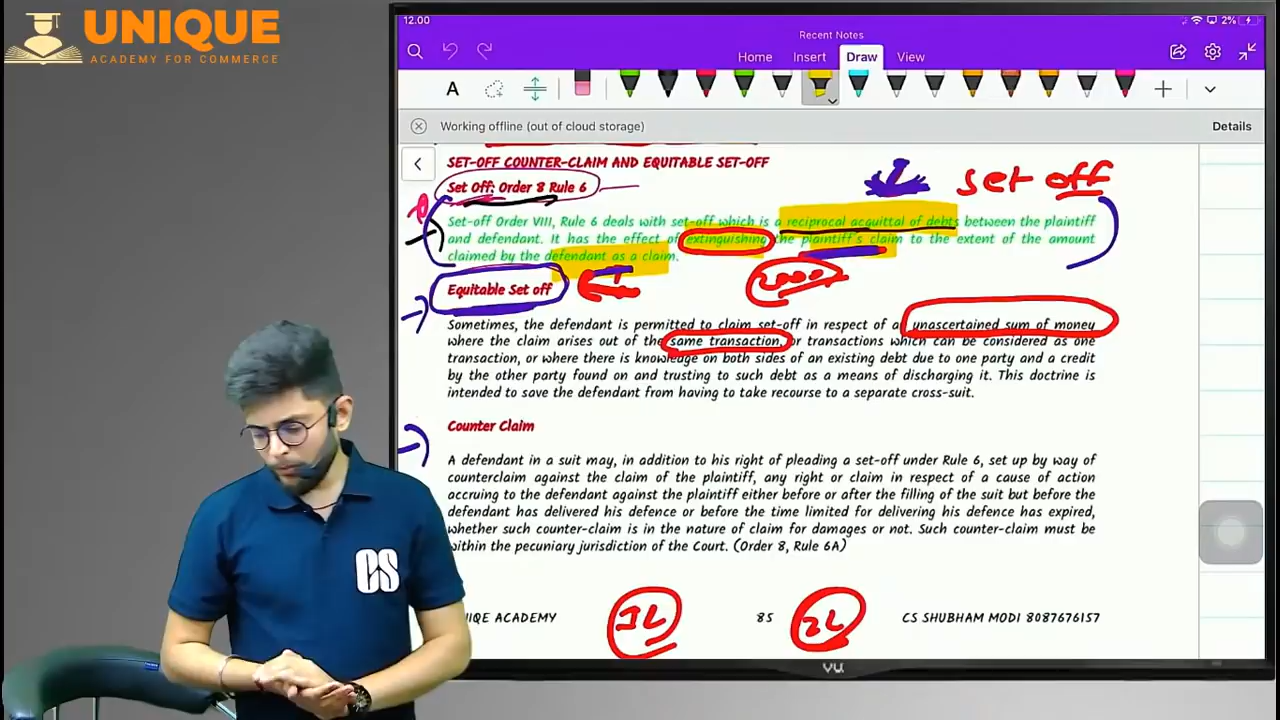 UNIQUE
ACADEMY FOR COMMERCE
12.00
2%
Recent Notes
Home Insert Draw View
A
Working offline (out of cloud storage)
Details
SET-OFF COUNTER-CLAIM AND EQUITABLE SET-OFF
set off
Set Off: Order 8 Rule 6
Set-off Order VIII, Rule 6 deals with set-off which is a reciprocal acquittal of debts between the plaintiff
and defendant. It has the effect of extinguishing the plaintiff's claim to the extent of the amount
claimed by the defendant as a claim.
2000
Equitable Set off
Sometimes, the defendant is permitted to claim set-off in respect of an unascertained sum of money
where the claim arises out of the same transaction, or transactions which can be considered as one
transaction, or where there is knowledge on both sides of an existing debt due to one party and a credit
by the other party found on and trusting to such debt as a means of discharging it. This doctrine is
intended to save the defendant from having to take recourse to a separate cross-suit.
Counter Claim
A defendant in a suit may, in addition to his right of pleading a set-off under Rule 6, set up by way of
counterclaim against the claim of the plaintiff, any right or claim in respect of a cause of action
accruing to the defendant against the plaintiff either before or after the filling of the suit but before the
defendant has delivered his defence or before the time limited for delivering his defence has expired,
whether such counter-claim is in the nature of claim for damages or not. Such counter-claim must be
within the pecuniary jurisdiction of the Court. (Order 8, Rule 6A)
IQE ACADEMY 85 2L CS SHUBHAM MODI 8087676157
CS
VU